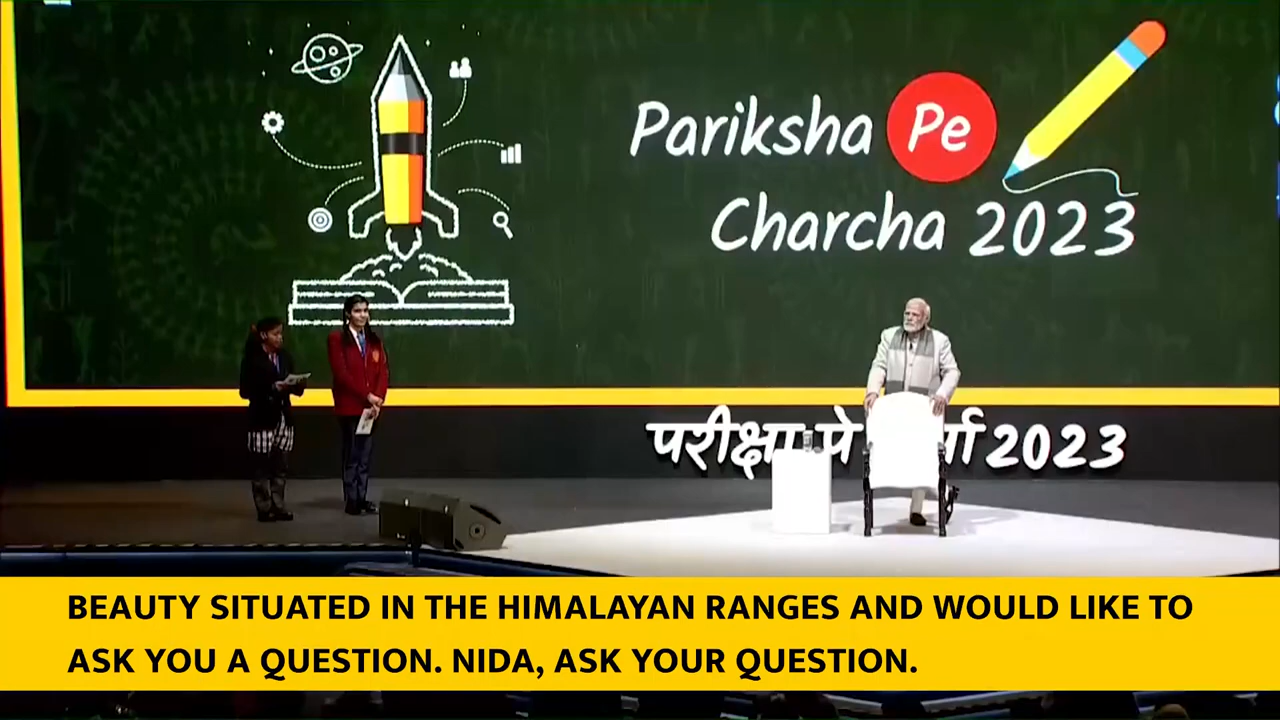 Pariksha Pe
Charcha 2023
परीक्षा पे 2023
BEAUTY SITUATED IN THE HIMALAYAN RANGES AND WOULD LIKE TO
ASK YOU A QUESTION. NIDA, ASK YOUR QUESTION.